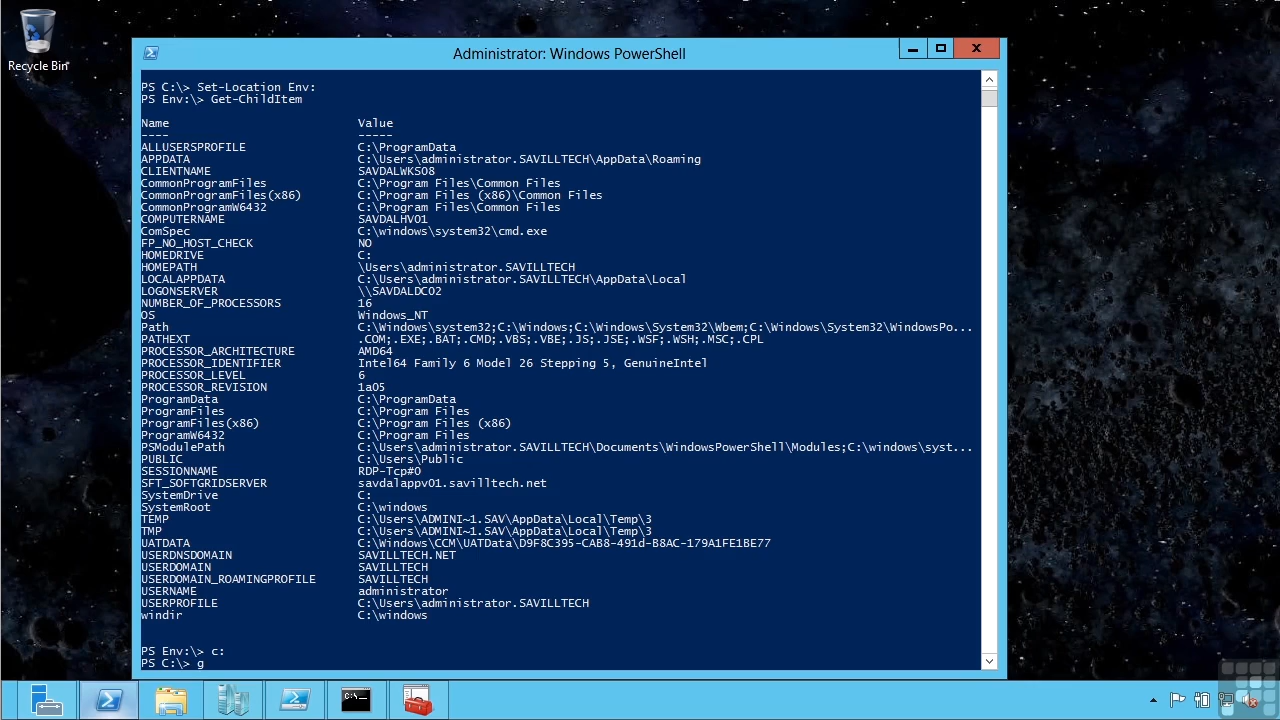 Recycle Bin
Administrator: Windows PowerShell
PS C:\> Set-Location Env:
PS Env:\> Get-ChildItem
Name Value
---- -----
ALLUSERSPROFILE C:\ProgramData
APPDATA C:\Users\administrator.SAVILLTECH\AppData\Roaming
CLIENTNAME SAVDALWKS08
CommonProgramFiles C:\Program Files\Common Files
CommonProgramFiles(x86) C:\Program Files (x86)\Common Files
CommonProgramW6432 C:\Program Files\Common Files
COMPUTERNAME SAVDALHV01
ComSpec C:\windows\system32\cmd.exe
FP_NO_HOST_CHECK NO
HOMEDRIVE C:
HOMEPATH \Users\administrator.SAVILLTECH
LOCALAPPDATA C:\Users\administrator.SAVILLTECH\AppData\Local
LOGONSERVER \\SAVDALDC02
NUMBER_OF_PROCESSORS 16
OS Windows_NT
Path C:\Windows\system32;C:\Windows;C:\Windows\System32\Wbem;C:\Windows\System32\WindowsPo...
PATHEXT .COM;.EXE;.BAT;.CMD;.VBS;.VBE;.JS;.JSE;.WSF;.WSH;.MSC;.CPL
PROCESSOR_ARCHITECTURE AMD64
PROCESSOR_IDENTIFIER Intel64 Family 6 Model 26 Stepping 5, GenuineIntel
PROCESSOR_LEVEL 6
PROCESSOR_REVISION 1a05
ProgramData C:\ProgramData
ProgramFiles C:\Program Files
ProgramFiles(x86) C:\Program Files (x86)
ProgramW6432 C:\Program Files
PSModulePath C:\Users\administrator.SAVILLTECH\Documents\WindowsPowerShell\Modules;C:\windows\syst...
PUBLIC C:\Users\Public
SESSIONNAME RDP-Tcp#0
SFT_SOFTGRIDSERVER savdalappv01.savilltech.net
SystemDrive C:
SystemRoot C:\windows
TEMP C:\Users\ADMINI~1.SAV\AppData\Local\Temp\3
TMP C:\Users\ADMINI~1.SAV\AppData\Local\Temp\3
UATDATA C:\Windows\CCM\UATData\D9F8C395-CAB8-491d-B8AC-179A1FE1BE77
USERDNSDOMAIN SAVILLTECH.NET
USERDOMAIN SAVILLTECH
USERDOMAIN_ROAMINGPROFILE SAVILLTECH
USERNAME administrator
USERPROFILE C:\Users\administrator.SAVILLTECH
windir C:\windows
PS Env:\> c:
PS C:\> g